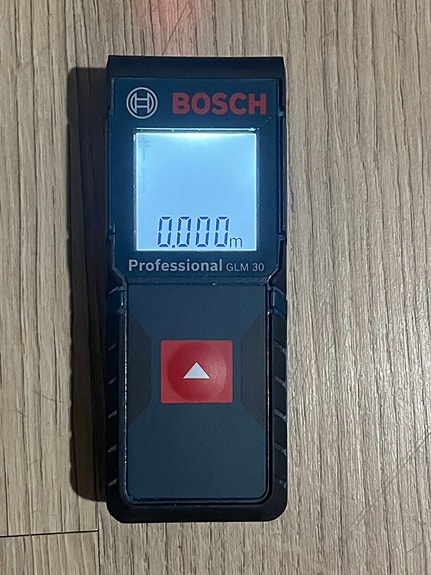 BOSCH
0.000m
Professional GLM 30